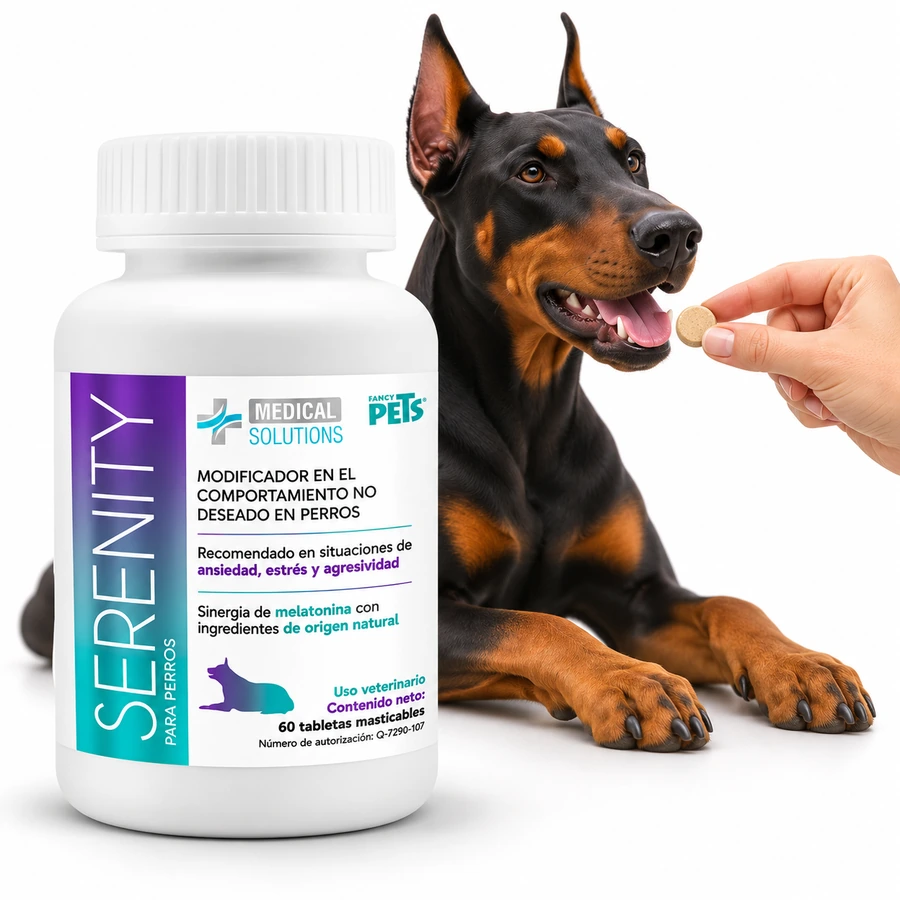 SERENITY
PARA PERROS
MEDICAL
SOLUTIONS
FANCY
PETS®
MODIFICADOR EN EL
COMPORTAMIENTO NO
DESEADO EN PERROS
Recomendado en situaciones de
ansiedad, estrés y agresividad
Sinergia de melatonina con
ingredientes de origen natural
Uso veterinario
Contenido neto:
60 tabletas masticables
Número de autorización: Q-7290-107